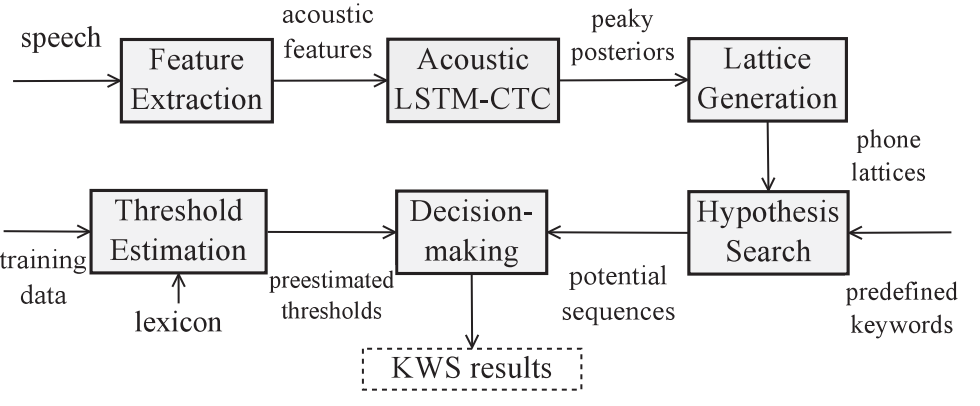 speech
Feature
Extraction
acoustic
features
Acoustic
LSTM-CTC
peaky
posteriors
Lattice
Generation
phone
lattices
training
data
Threshold
Estimation
lexicon
preestimated
thresholds
Decision-
making
potential
sequences
Hypothesis
Search
predefined
keywords
KWS results